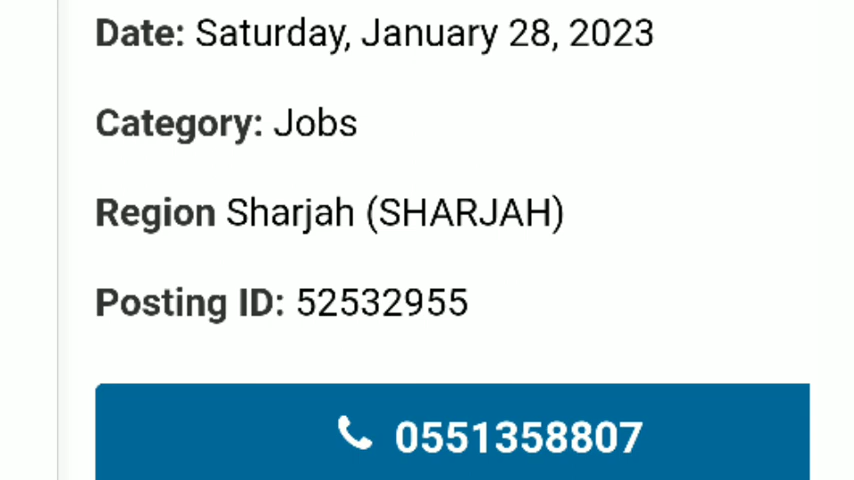 Date: Saturday, January 28, 2023
Category: Jobs
Region Sharjah (SHARJAH)
Posting ID: 52532955
0551358807